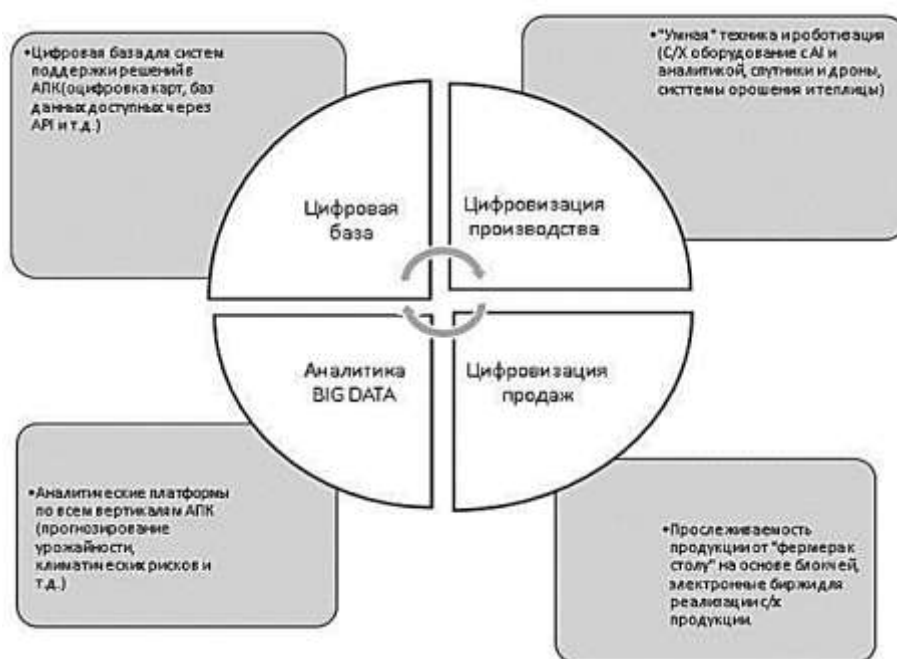 •Цифровая база для систем
поддержки решений в
АПК(оцифровка карт, баз
данных доступных через
API и т.д.)
•"Умная" техника и роботизация
(С/Х оборудование с AI и
аналитикой, спутники и дроны,
системы орошения и теплицы)
Цифровая
база
Цифровизация
производства
Аналитика
BIG DATA
Цифровизация
продаж
•Аналитические платформы
по всем вертикалям АПК
(прогнозирование
урожайности,
климатических рисков и
т.д.)
•Прослеживаемость
продукции от "фермера к
столу" на основе блокчей,
электронные биржи для
реализации с/х
продукции.